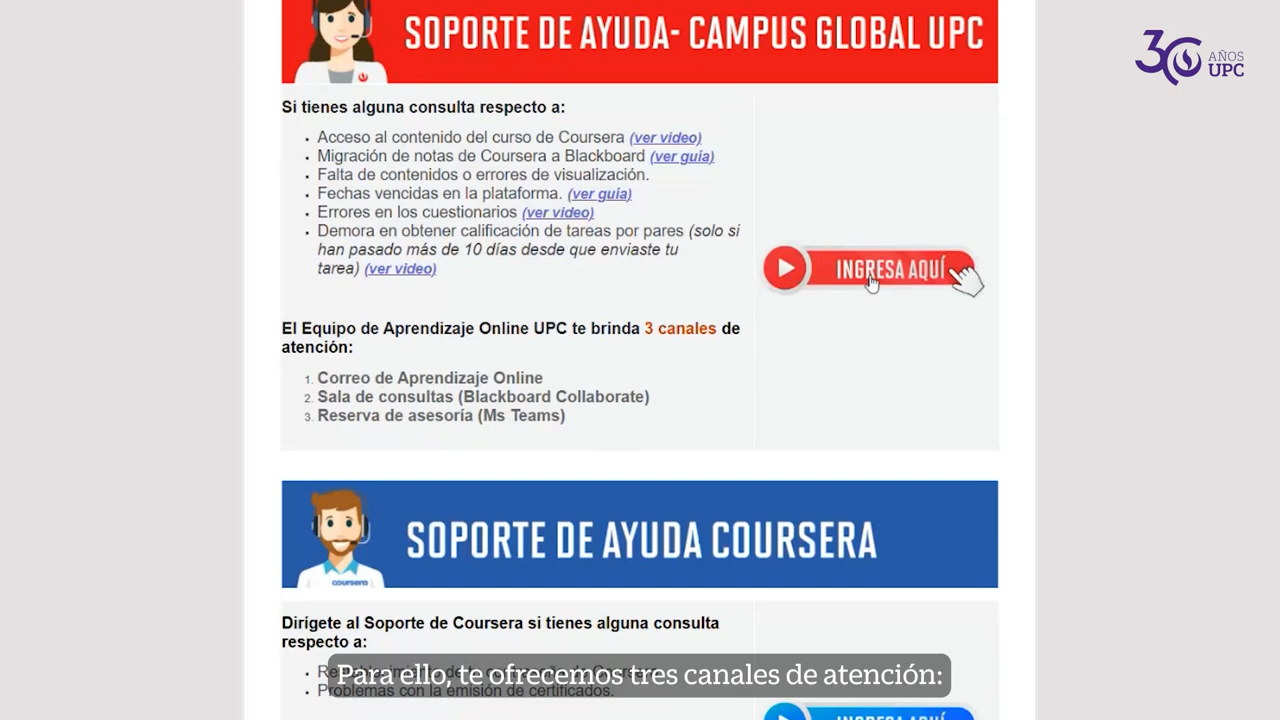 SOPORTE DE AYUDA- CAMPUS GLOBAL UPC
30 AÑOS
UPC
Si tienes alguna consulta respecto a:
Acceso al contenido del curso de Coursera (ver video)
Migración de notas de Coursera a Blackboard (ver guía)
Falta de contenidos o errores de visualización.
Fechas vencidas en la plataforma. (ver guía)
Errores en los cuestionarios (ver video)
Demora en obtener calificación de tareas por pares (solo si
han pasado más de 10 días desde que enviaste tu
tarea) (ver video)
INGRESA AQUÍ
El Equipo de Aprendizaje Online UPC te brinda 3 canales de
atención:
1. Correo de Aprendizaje Online
2. Sala de consultas (Blackboard Collaborate)
3. Reserva de asesoría (Ms Teams)
coursera
SOPORTE DE AYUDA COURSERA
Dirígete al Soporte de Coursera si tienes alguna consulta
respecto a:
Para ello, te ofrecemos tres canales de atención:
Problemas con la emisión de certificados.
INGRESA AQUÍ